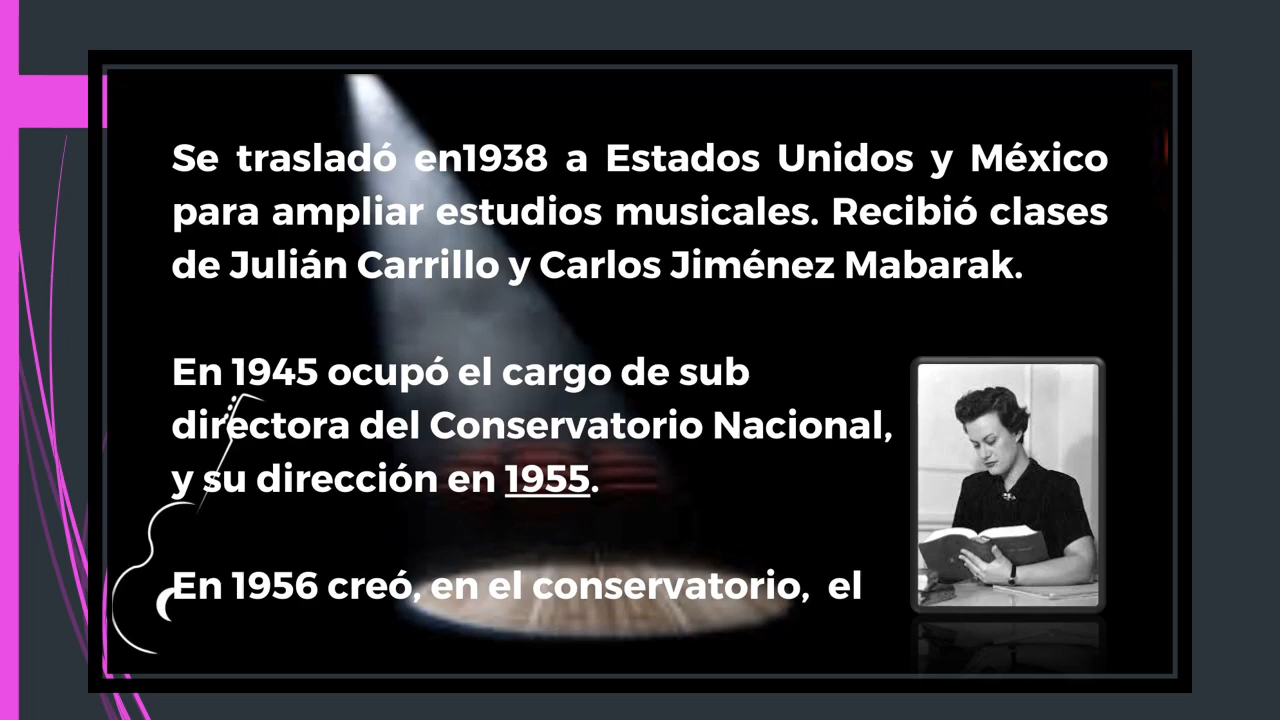 Se trasladó en1938 a Estados Unidos y México
para ampliar estudios musicales. Recibió clases
de Julián Carrillo y Carlos Jiménez Mabarak.
En 1945 ocupó el cargo de sub
directora del Conservatorio Nacional,
y su dirección en 1955.
En 1956 creó, en el conservatorio, el